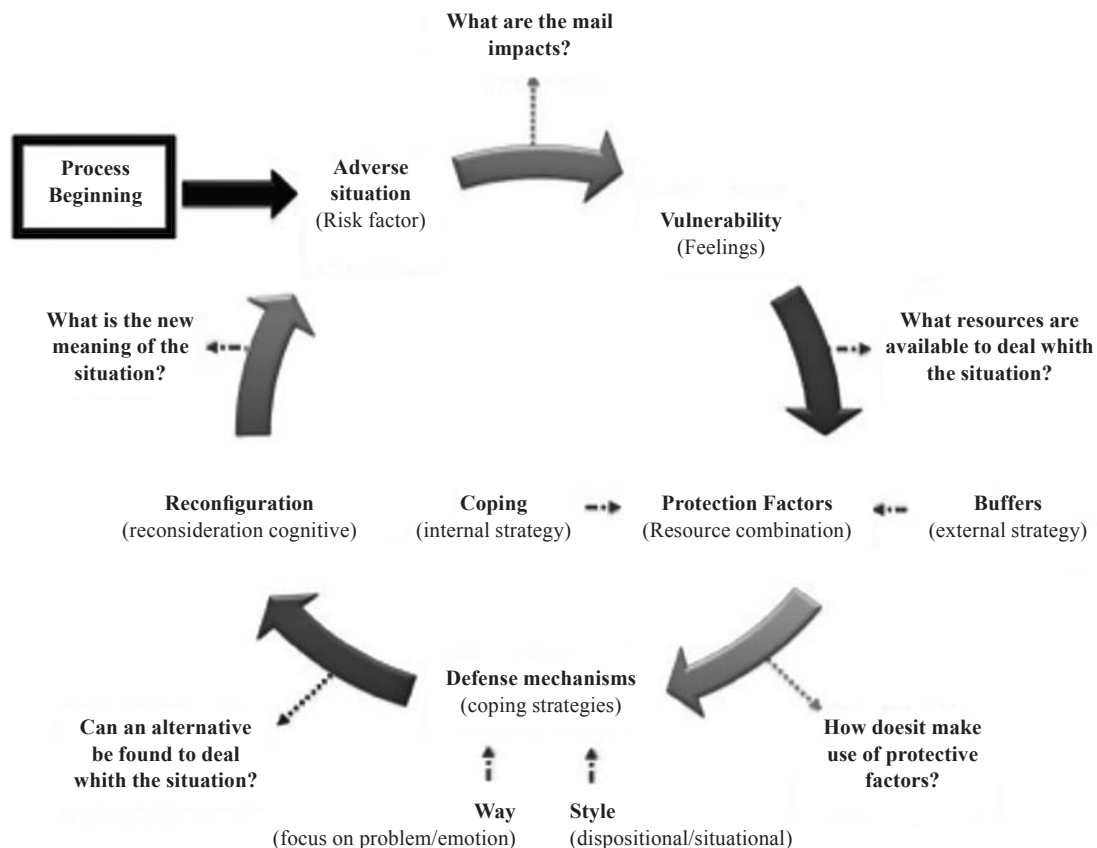 What are the mail
impacts?
Process
Beginning
Adverse
situation
(Risk factor)
Vulnerability
(Feelings)
What is the new
meaning of the
situation?
What resources are
available to deal whith
the situation?
Reconfiguration
(reconsideration cognitive)
Coping
(internal strategy)
Protection Factors
(Resource combination)
Buffers
(external strategy)
Defense mechanisms
(coping strategies)
Can an alternative
be found to deal
whith the situation?
How doesit make
use of protective
factors?
Way
(focus on problem/emotion)
Style
(dispositional/situational)